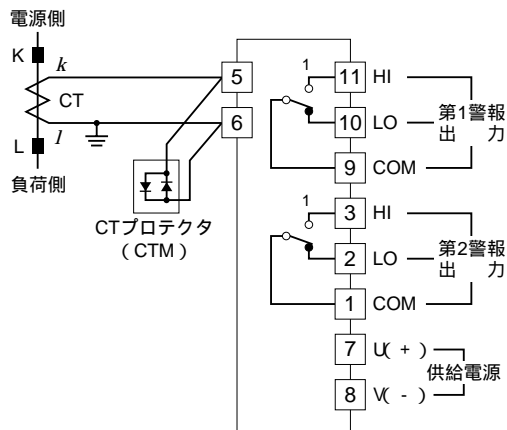 電源側
K
k
CT
L
l
負荷側
CTプロテクタ
（CTM）
5
6
1
11 HI
10 LO
9 COM
第1警報
出 力
1
3 HI
2 LO
1 COM
第2警報
出 力
7 U( + )
8 V( - )
供給電源